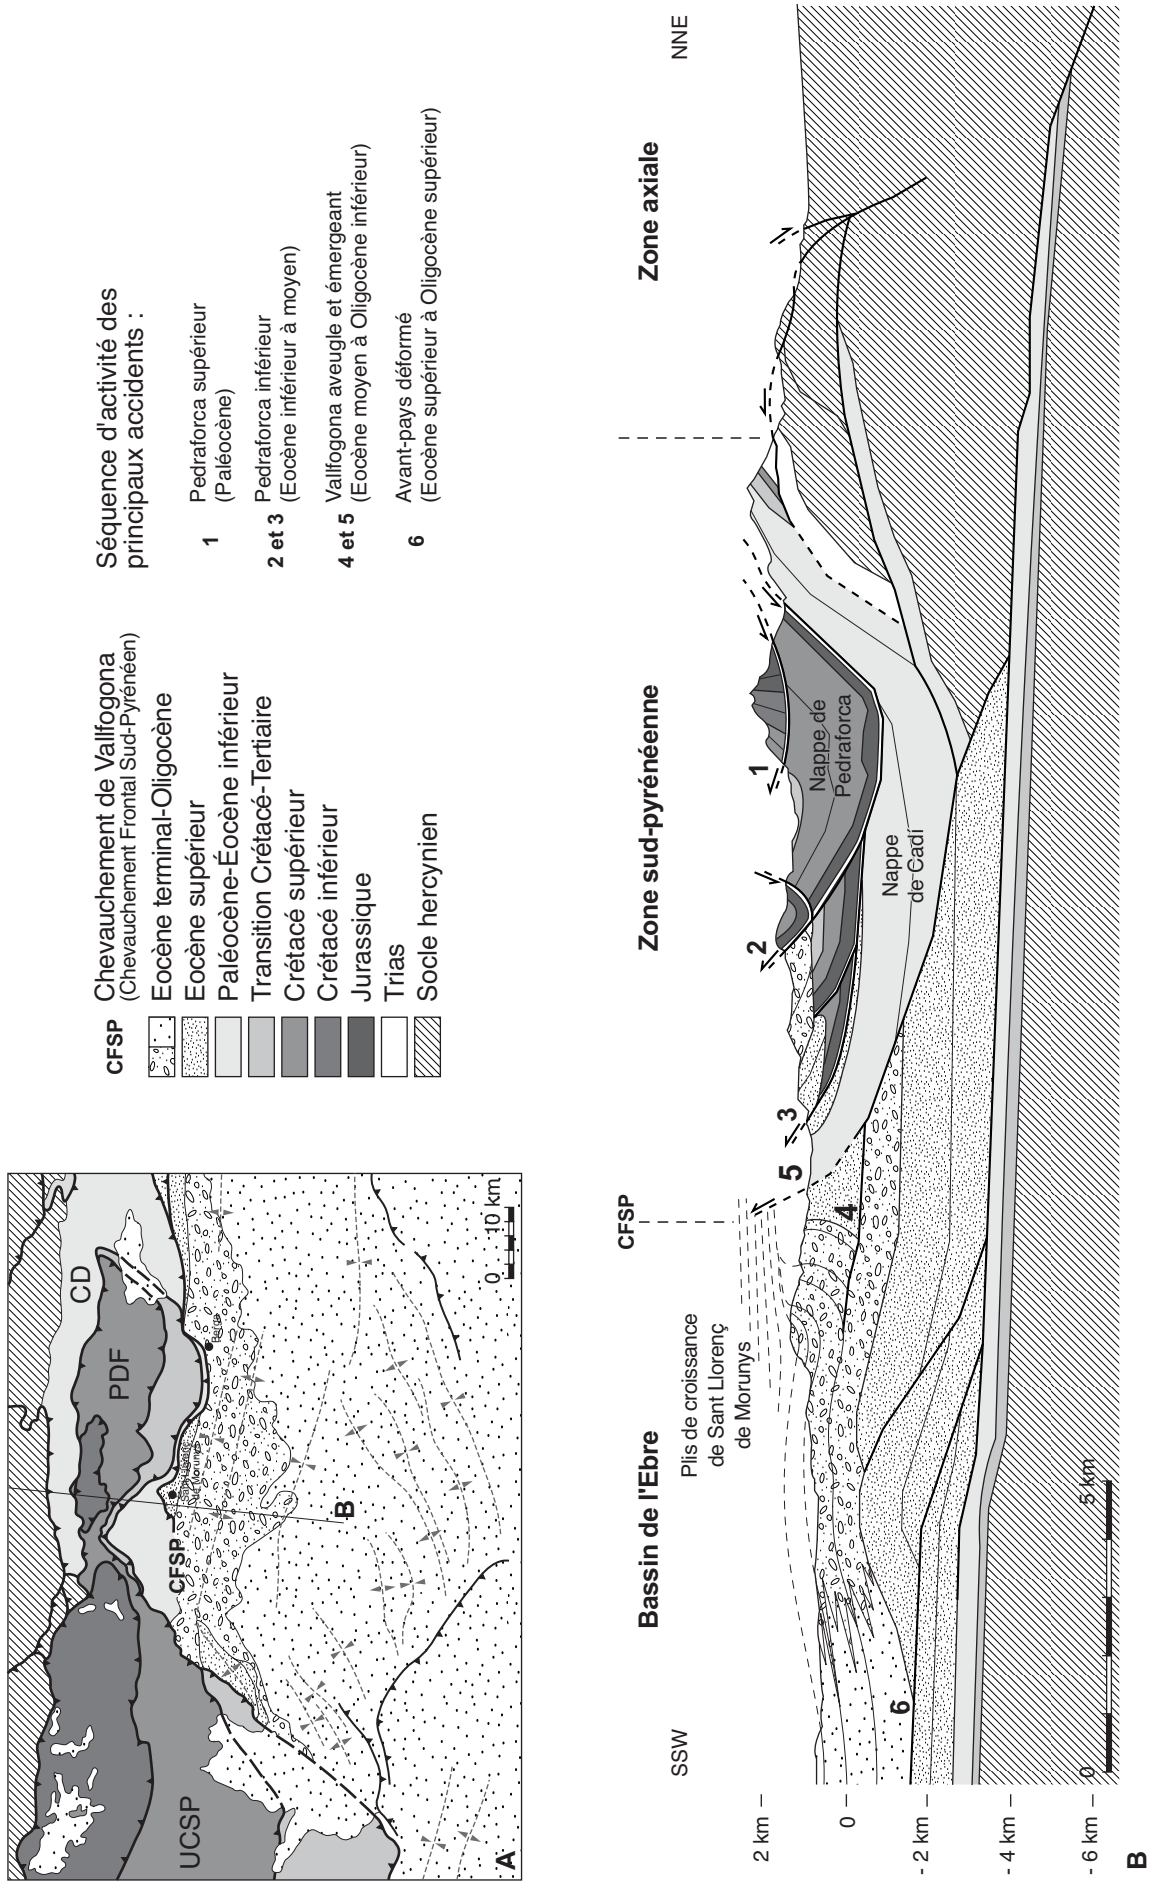 CD
PDF
UCSP
CFSP
Berga
B
0
10 km
A
CFSP
Chevauchement de Vallfogona
(Chevauchement Frontal Sud-Pyrénéen)
Eocène terminal-Oligocène
Eocène supérieur
Paléocène-Éocène inférieur
Transition Crétacé-Tertiaire
Crétacé supérieur
Crétacé inférieur
Jurassique
Trias
Socle hercynien
Séquence d'activité des
principaux accidents :
1
Pedraforca supérieur
(Paléocène)
2 et 3
Pedraforca inférieur
(Eocène inférieur à moyen)
4 et 5
Vallfogona aveugle et émergeant
(Eocène moyen à Oligocène inférieur)
6
Avant-pays déformé
(Eocène supérieur à Oligocène supérieur)
SSW
Bassin de l'Ebre
Plis de croissance
de Sant Llorenç
de Morunys
CFSP
Zone sud-pyrénéenne
Zone axiale
NNE
1
2
3
4
5
6
Nappe de
Pedraforca
Nappe
de Cadí
2 km
0
- 2 km
- 4 km
- 6 km
0
5 km
B